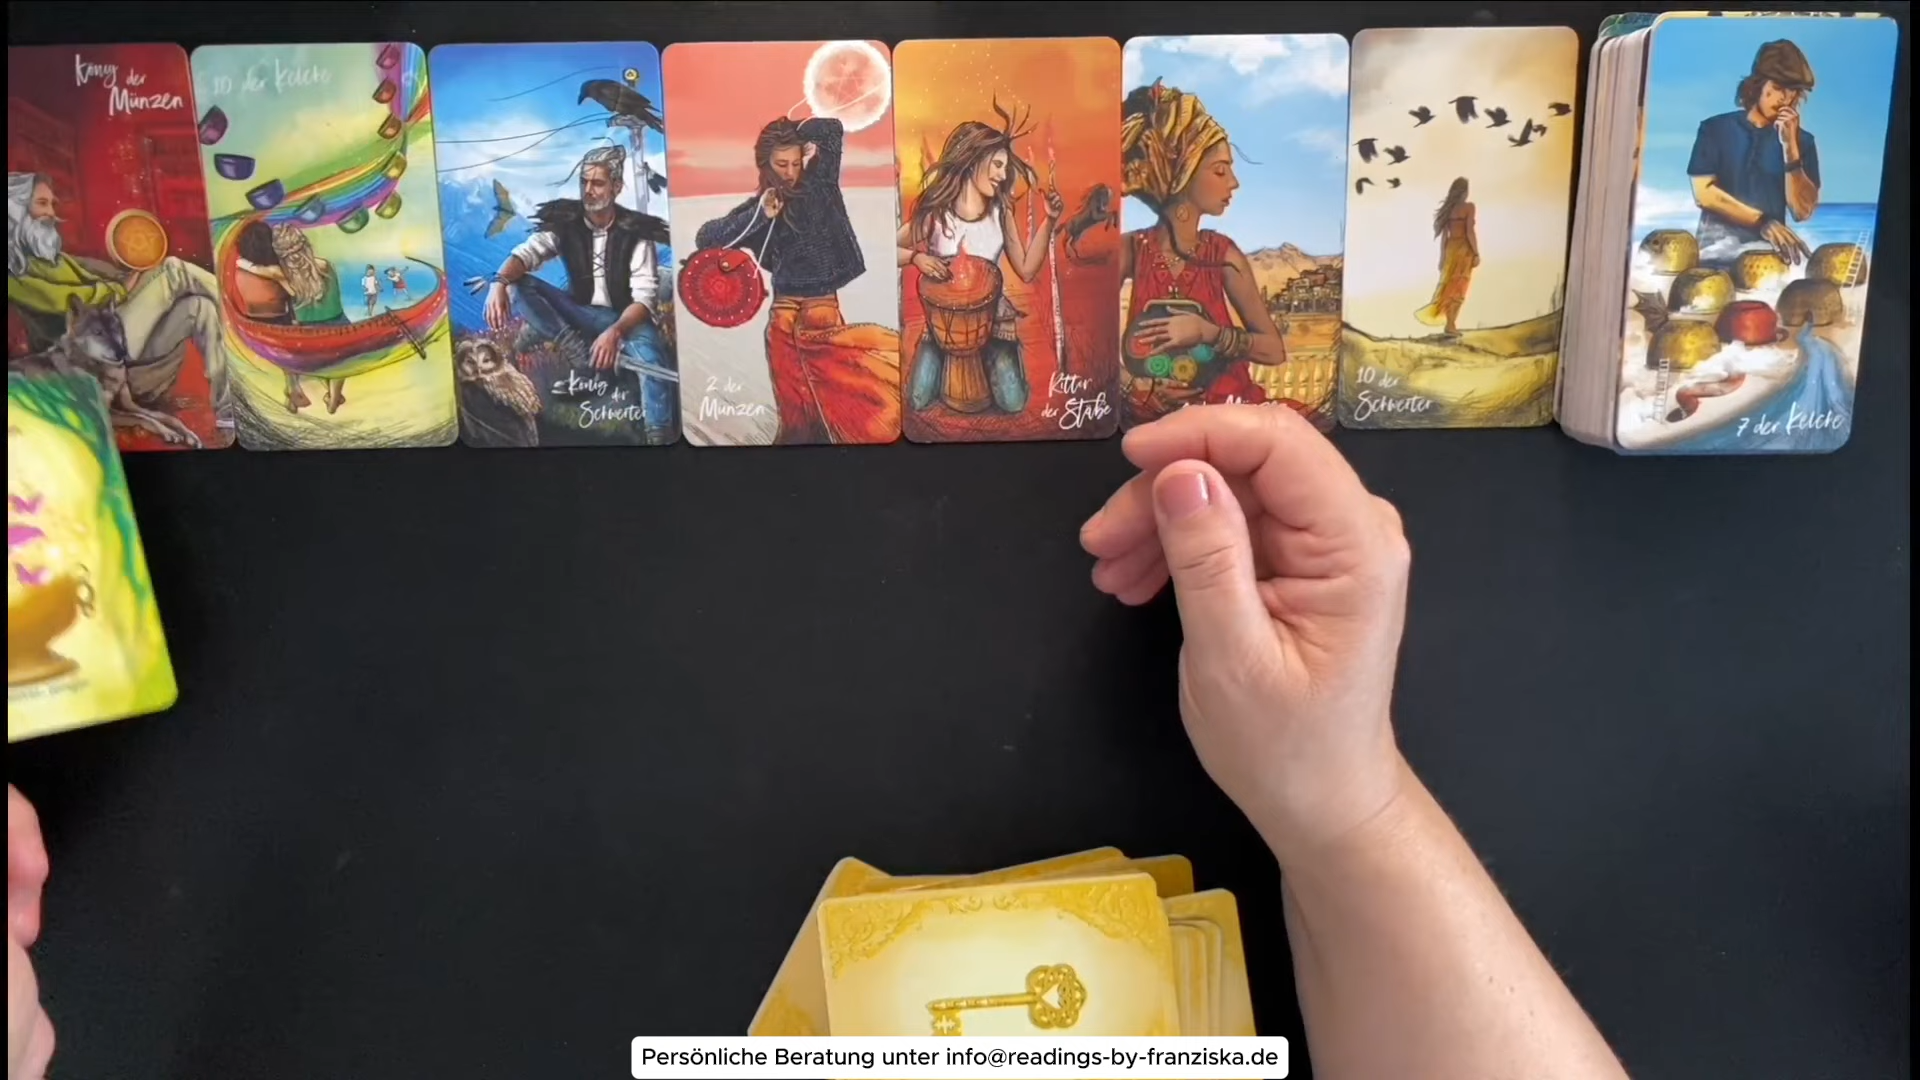 König der
Münzen
10 der Kelche
König
der
Schwerter
2 der
Münzen
Ritter
der Stäbe
10 der
Schwerter
7 der Kelche
Persönliche Beratung unter info@readings-by-franziska.de